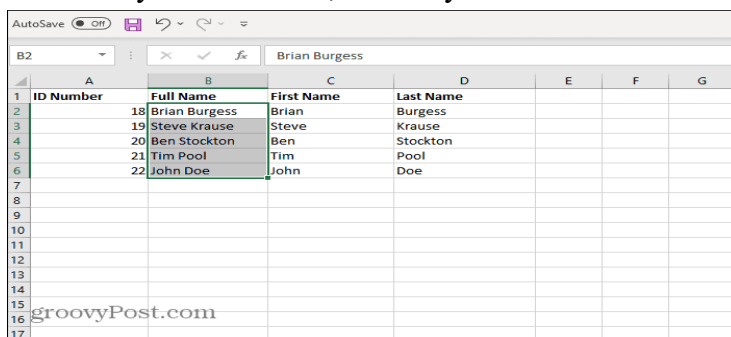 AutoSave Off
B2 fx Brian Burgess
A B C D E F G
1 ID Number Full Name First Name Last Name
2 18 Brian Burgess Brian Burgess
3 19 Steve Krause Steve Krause
4 20 Ben Stockton Ben Stockton
5 21 Tim Pool Tim Pool
6 22 John Doe John Doe
7
8
9
10
11
12
13
14
15
groovyPost.com
16
17